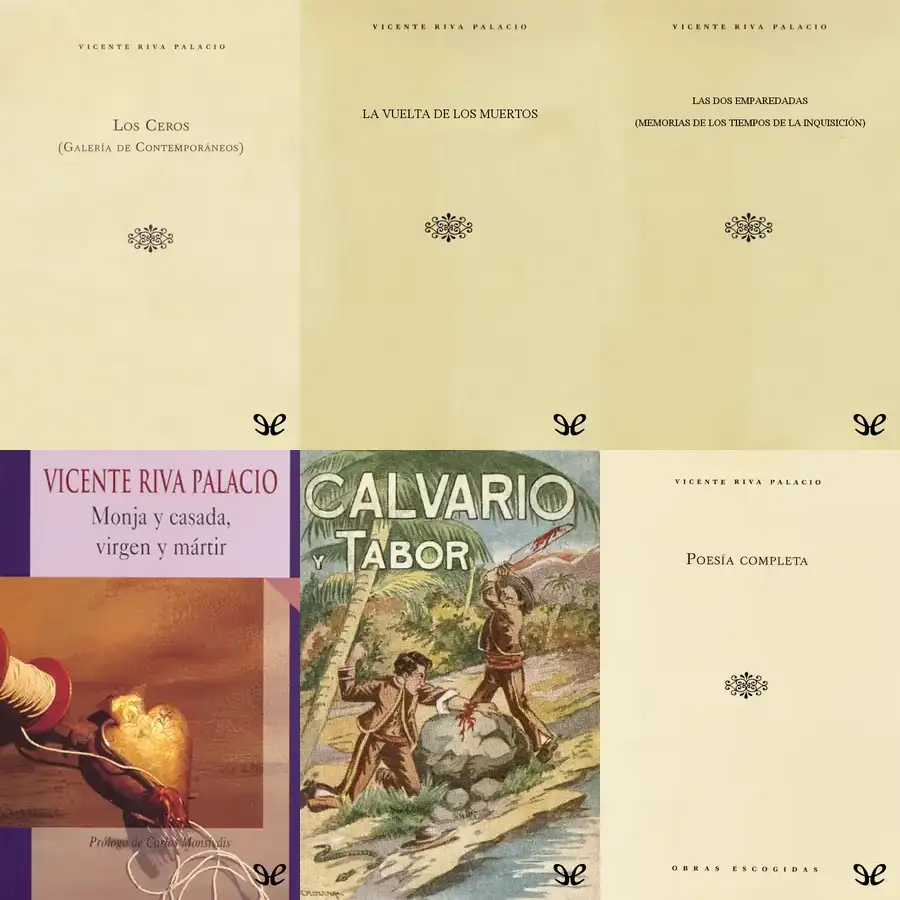 VICENTE RIVA PALACIO
LOS CEROS
(GALERÍA DE CONTEMPORÁNEOS)
VICENTE RIVA PALACIO
LA VUELTA DE LOS MUERTOS
VICENTE RIVA PALACIO
LAS DOS EMPAREDADAS
(MEMORIAS DE LOS TIEMPOS DE LA INQUISICIÓN)
VICENTE RIVA PALACIO
Monja y casada,
virgen y mártir
Prólogo de Carlos Monsiváis
CALVARIO
Y TABOR
VICENTE RIVA PALACIO
POESÍA COMPLETA
OBRAS ESCOGIDAS